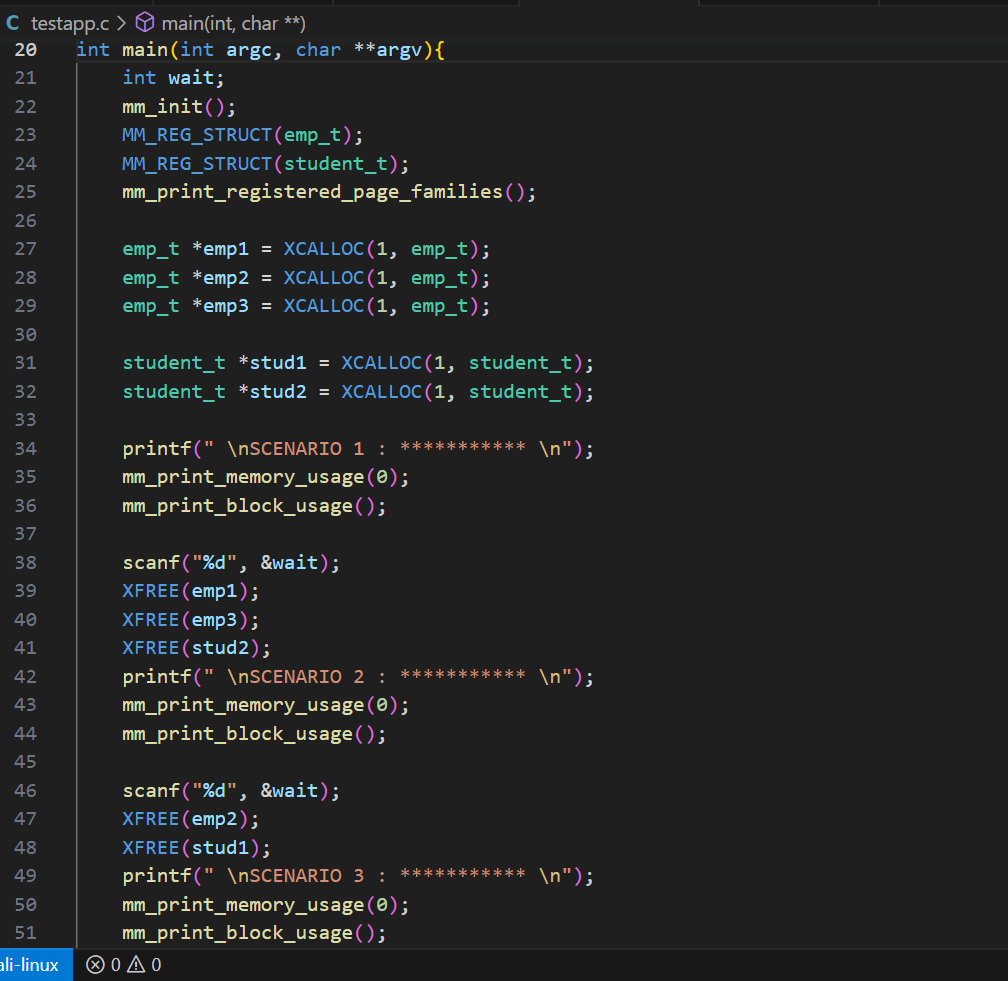 C testapp.c > main(int, char **)
20 int main(int argc, char **argv){
21     int wait;
22     mm_init();
23     MM_REG_STRUCT(emp_t);
24     MM_REG_STRUCT(student_t);
25     mm_print_registered_page_families();
26
27     emp_t *emp1 = XCALLOC(1, emp_t);
28     emp_t *emp2 = XCALLOC(1, emp_t);
29     emp_t *emp3 = XCALLOC(1, emp_t);
30
31     student_t *stud1 = XCALLOC(1, student_t);
32     student_t *stud2 = XCALLOC(1, student_t);
33
34     printf(" \nSCENARIO 1 : *********** \n");
35     mm_print_memory_usage(0);
36     mm_print_block_usage();
37
38     scanf("%d", &wait);
39     XFREE(emp1);
40     XFREE(emp3);
41     XFREE(stud2);
42     printf(" \nSCENARIO 2 : *********** \n");
43     mm_print_memory_usage(0);
44     mm_print_block_usage();
45
46     scanf("%d", &wait);
47     XFREE(emp2);
48     XFREE(stud1);
49     printf(" \nSCENARIO 3 : *********** \n");
50     mm_print_memory_usage(0);
51     mm_print_block_usage();
ali-linux 0 0